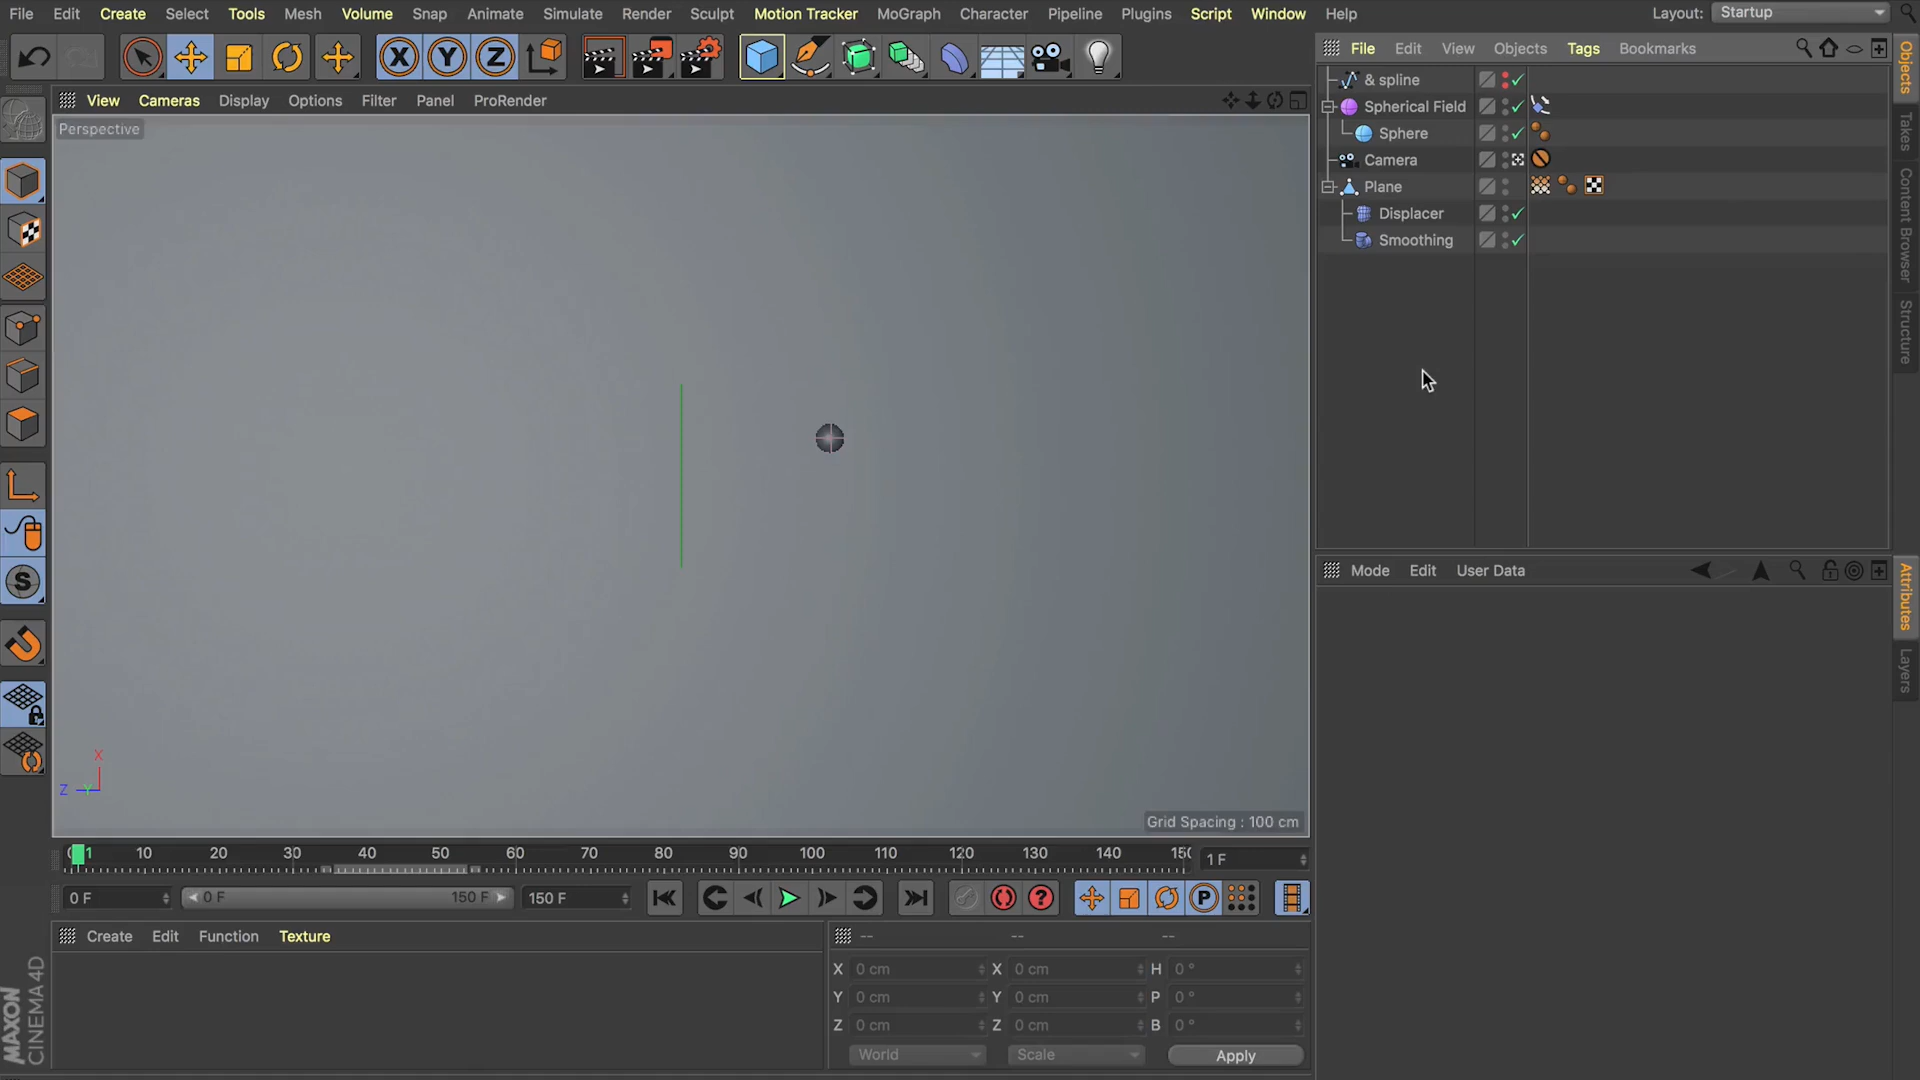 File Edit Create Select Tools Mesh Volume Snap Animate Simulate Render Sculpt Motion Tracker MoGraph Character Pipeline Plugins Script Window Help Layout: Startup
X Y Z
File Edit View Objects Tags Bookmarks
View Cameras Display Options Filter Panel ProRender
Perspective
& spline
Spherical Field
Sphere
Camera
Plane
Displacer
Smoothing
Objects
Takes
Content Browser
Structure
Mode Edit User Data
Attributes
Layers
S
X
Z Y
Grid Spacing : 100 cm
1 10 20 30 40 50 60 70 80 90 100 110 120 130 140 1 F
0 F 0 F 150 F 150 F ? P
Create Edit Function Texture -- -- --
X 0 cm X 0 cm H 0 °
Y 0 cm Y 0 cm P 0 °
Z 0 cm Z 0 cm B 0 °
World Scale Apply
MAXON
CINEMA 4D